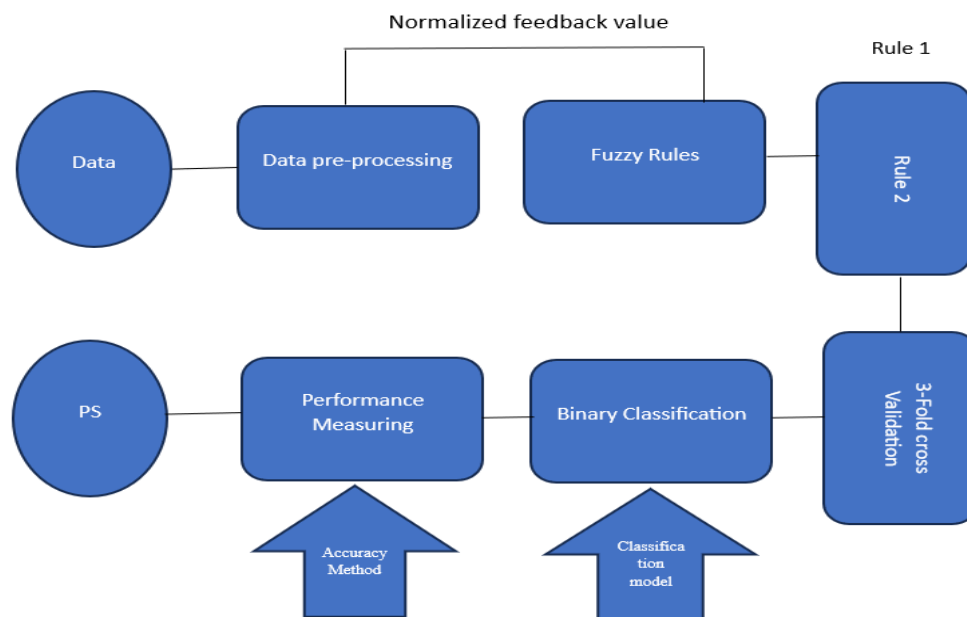 Normalized feedback value
Rule 1
Data
Data pre-processing
Fuzzy Rules
Rule 2
PS
Performance
Measuring
Binary Classification
3-Fold cross
Validation
Accuracy
Method
Classifica
tion
model